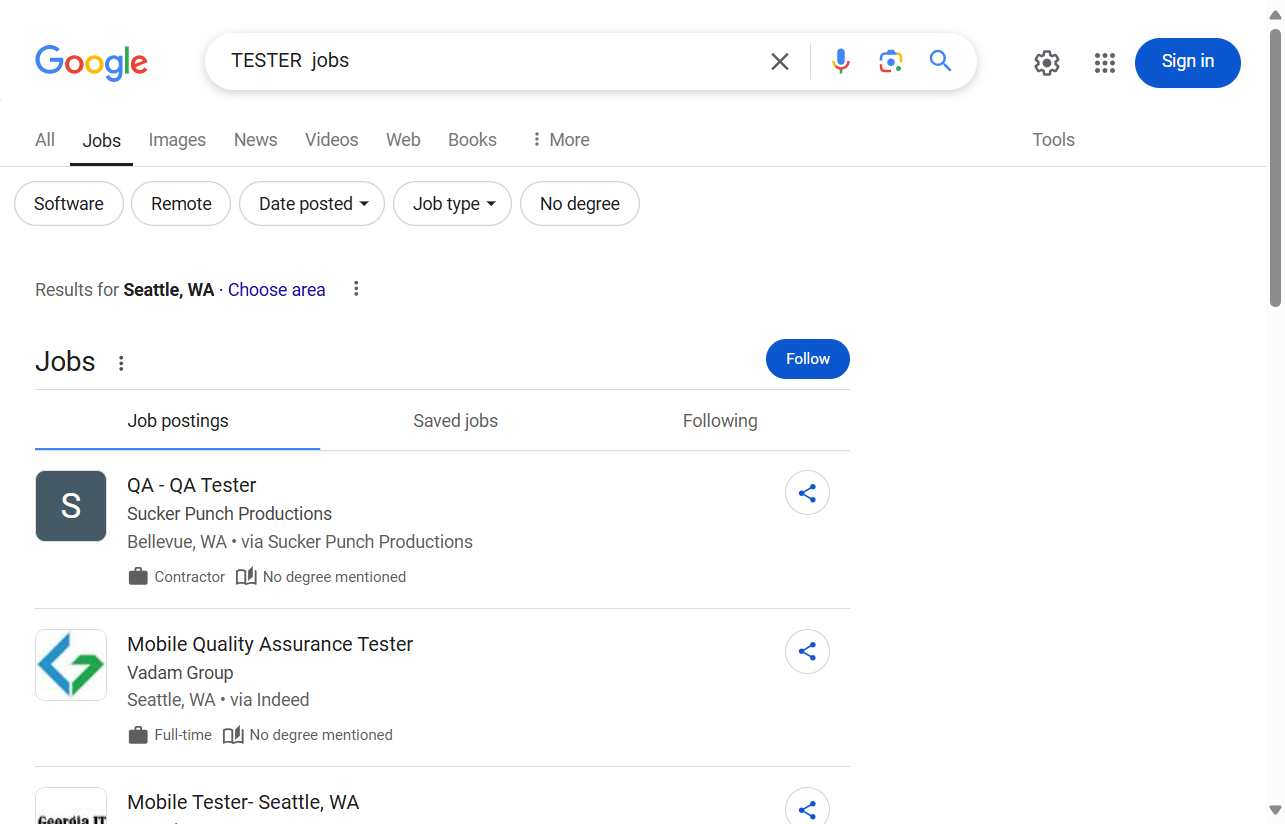 Google
TESTER jobs
Sign in
All
Jobs
Images
News
Videos
Web
Books
More
Tools
Software
Remote
Date posted
Job type
No degree
Results for Seattle, WA · Choose area
Jobs
Follow
Job postings
Saved jobs
Following
S
QA - QA Tester
Sucker Punch Productions
Bellevue, WA • via Sucker Punch Productions
Contractor
No degree mentioned
Mobile Quality Assurance Tester
Vadam Group
Seattle, WA • via Indeed
Full-time
No degree mentioned
Georgia IT
Mobile Tester- Seattle, WA